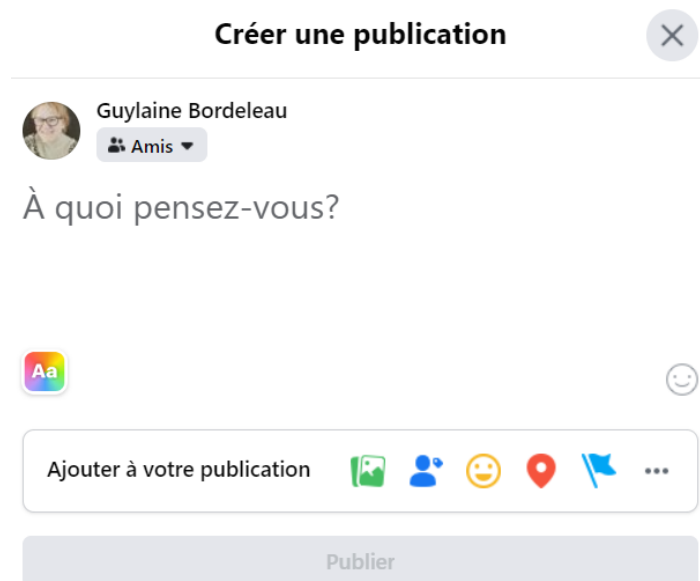 Créer une publication
Guylaine Bordeleau
Amis
À quoi pensez-vous?
Aa
Ajouter à votre publication
Publier